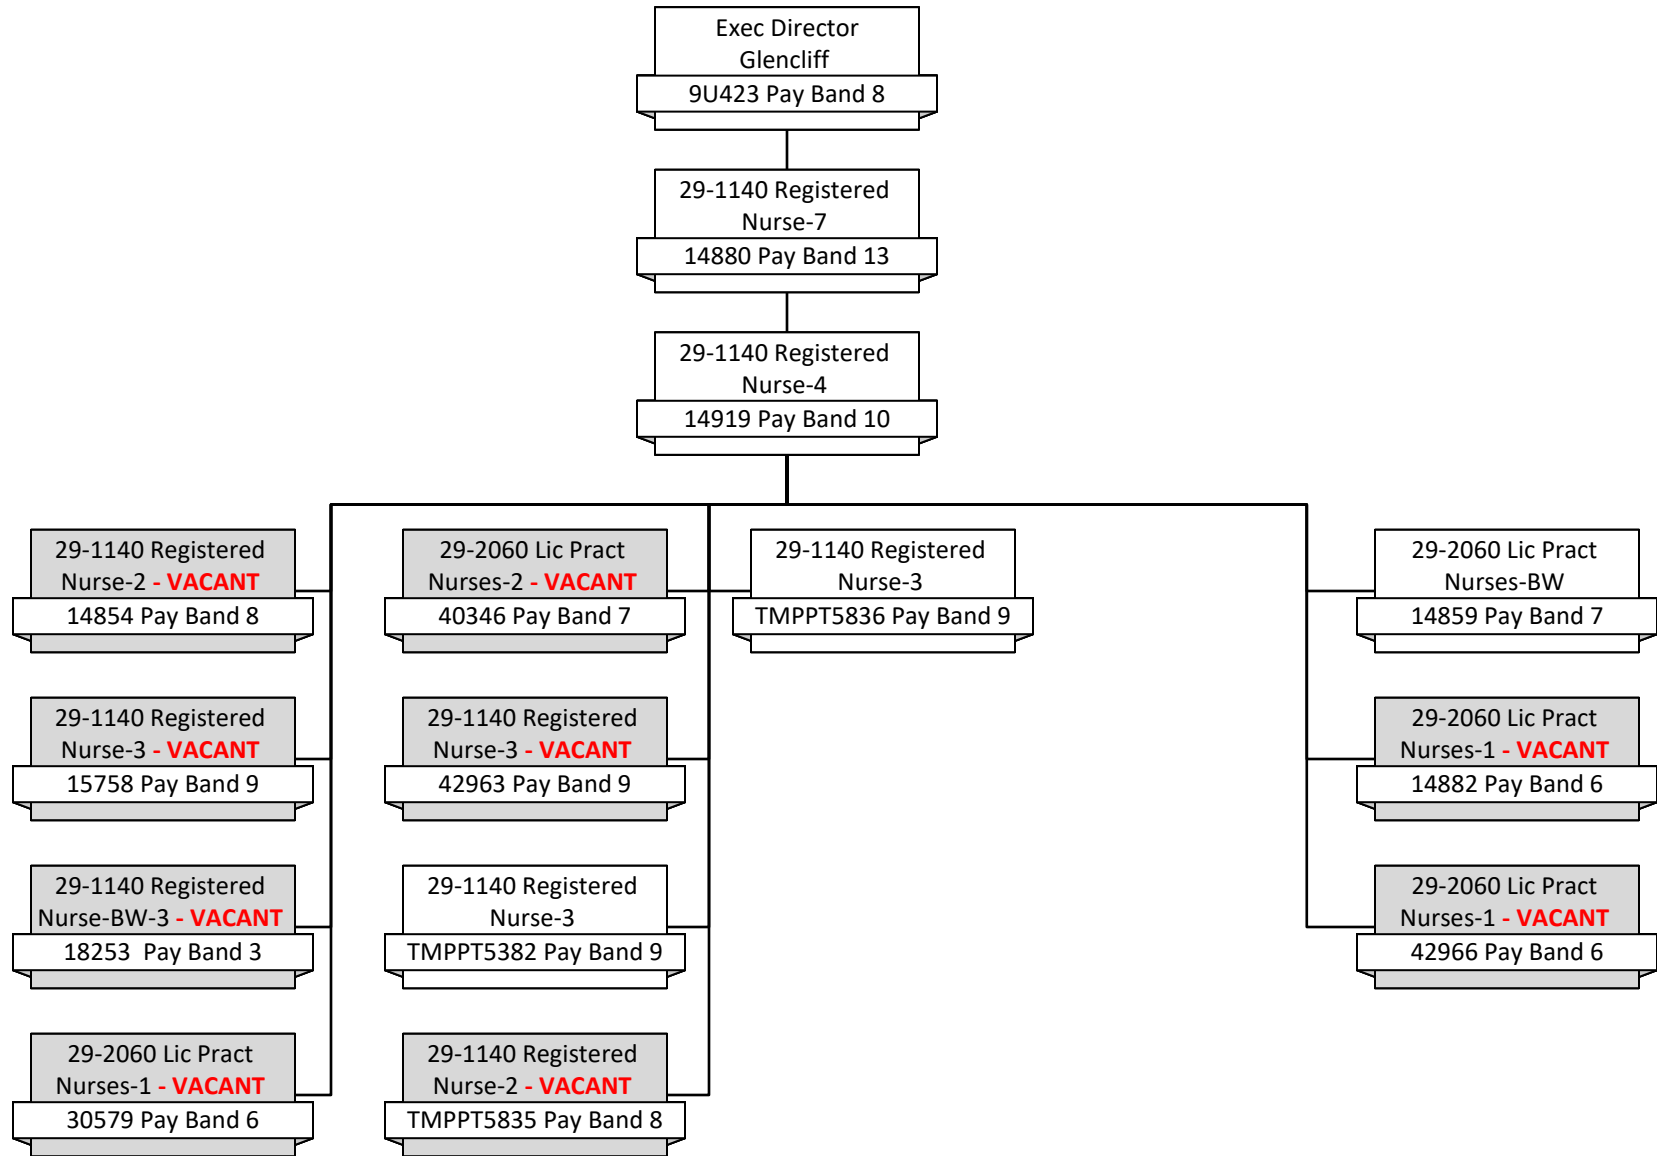 Exec Director
Glencliff
9U423 Pay Band 8
29-1140 Registered
Nurse-7
14880 Pay Band 13
29-1140 Registered
Nurse-4
14919 Pay Band 10
29-1140 Registered
Nurse-2 - VACANT
14854 Pay Band 8
29-2060 Lic Pract
Nurses-2 - VACANT
40346 Pay Band 7
29-1140 Registered
Nurse-3
TMPPT5836 Pay Band 9
29-2060 Lic Pract
Nurses-BW
14859 Pay Band 7
29-1140 Registered
Nurse-3 - VACANT
15758 Pay Band 9
29-1140 Registered
Nurse-3 - VACANT
42963 Pay Band 9
29-2060 Lic Pract
Nurses-1 - VACANT
14882 Pay Band 6
29-1140 Registered
Nurse-BW-3 - VACANT
18253  Pay Band 3
29-1140 Registered
Nurse-3
TMPPT5382 Pay Band 9
29-2060 Lic Pract
Nurses-1 - VACANT
42966 Pay Band 6
29-2060 Lic Pract
Nurses-1 - VACANT
30579 Pay Band 6
29-1140 Registered
Nurse-2 - VACANT
TMPPT5835 Pay Band 8